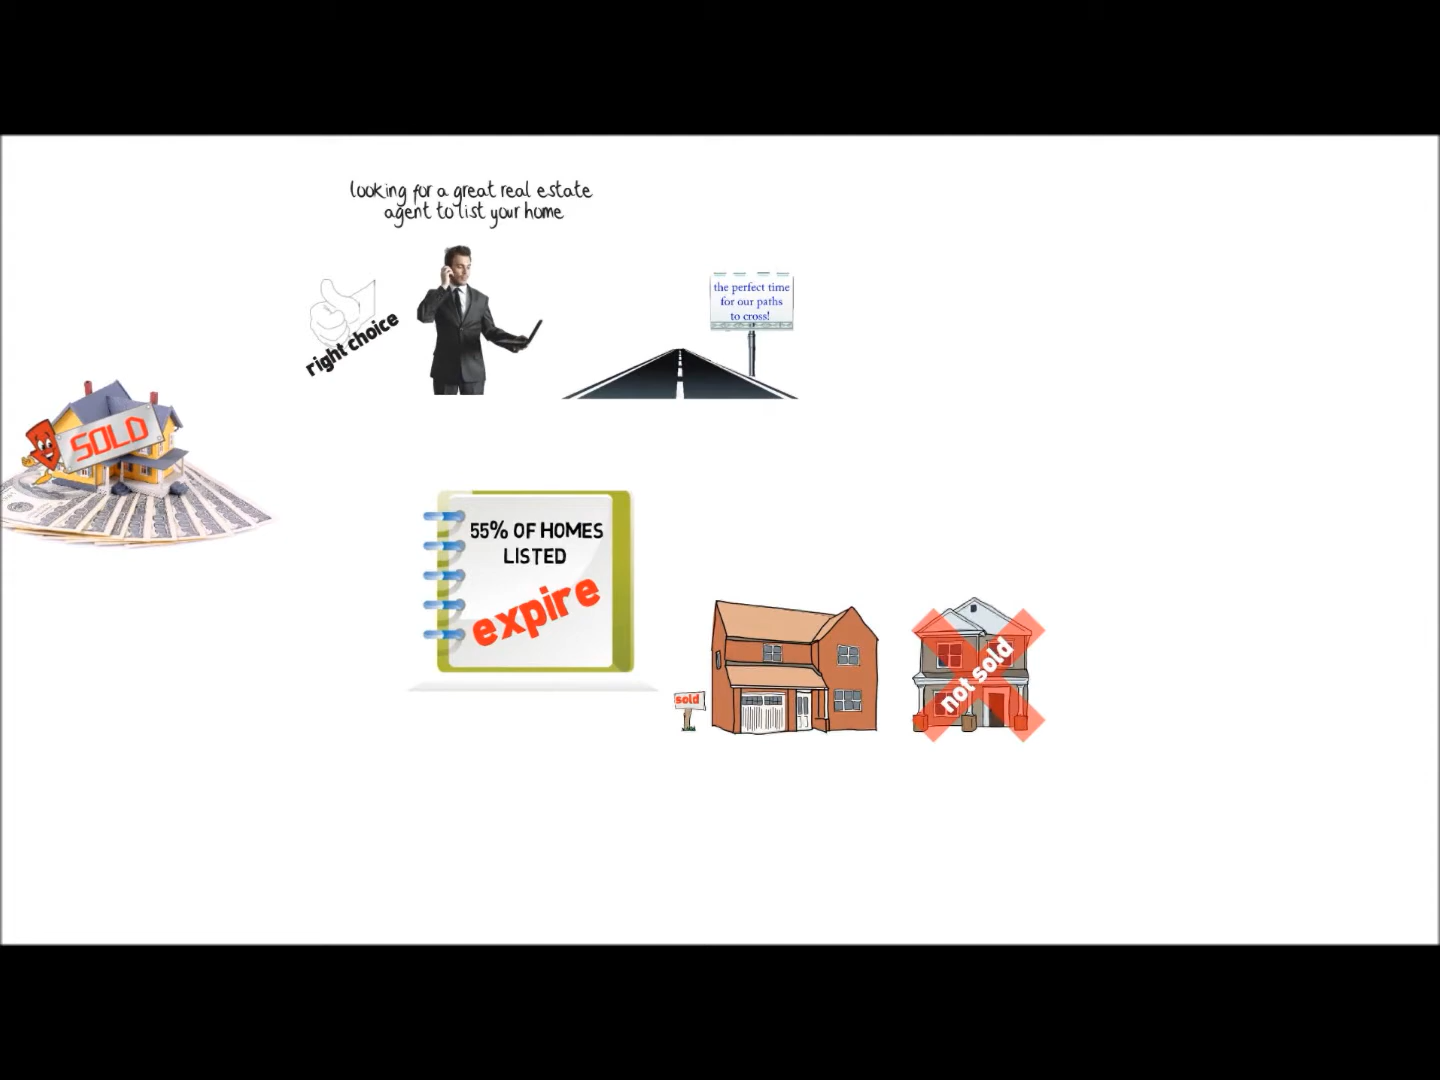 looking for a great real estate
agent to list your home
the perfect time
for our paths
to cross!
right choice
SOLD
55% OF HOMES
LISTED
expire
sold
not sold